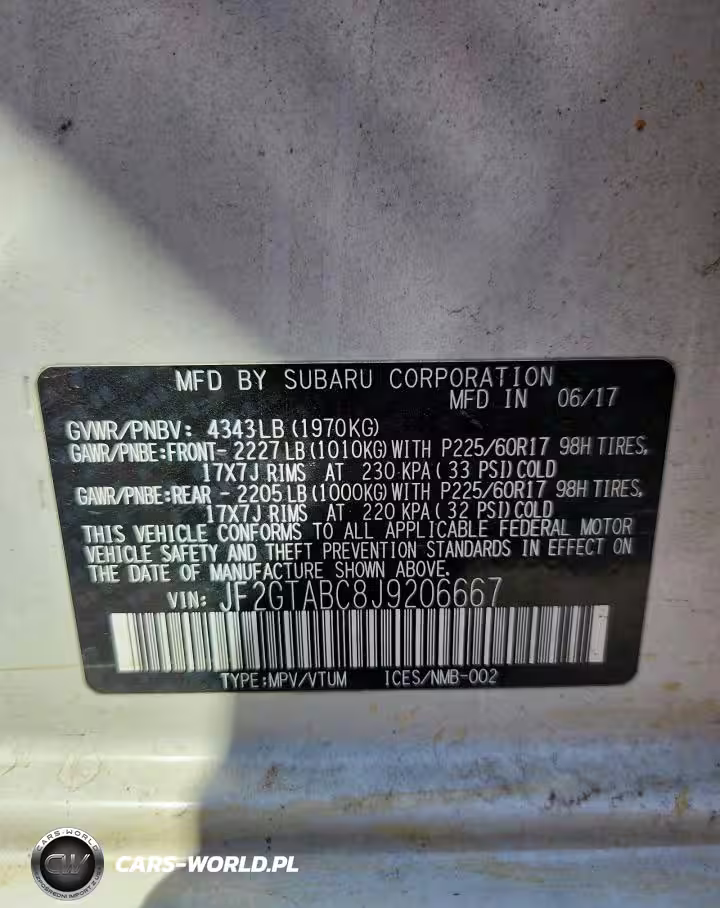 MFD BY SUBARU CORPORATION
MFD IN 06/17
GVWR/PNBV: 4343LB(1970KG)
GAWR/PNBE:FRONT- 2227LB(1010KG)WITH P225/60R17 98H TIRES,
17X7J RIMS AT 230 KPA(33 PSI)COLD
GAWR/PNBE:REAR - 2205LB(1000KG)WITH P225/60R17 98H TIRES,
17X7J RIMS AT 220 KPA(32 PSI)COLD
THIS VEHICLE CONFORMS TO ALL APPLICABLE FEDERAL MOTOR
VEHICLE SAFETY AND THEFT PREVENTION STANDARDS IN EFFECT ON
THE DATE OF MANUFACTURE SHOWN ABOVE.
VIN: JF2GTABC8J9206667
TYPE:MPV/VTUM ICES/NMB-002
CARS-WORLD
CW
CARS-WORLD.PL